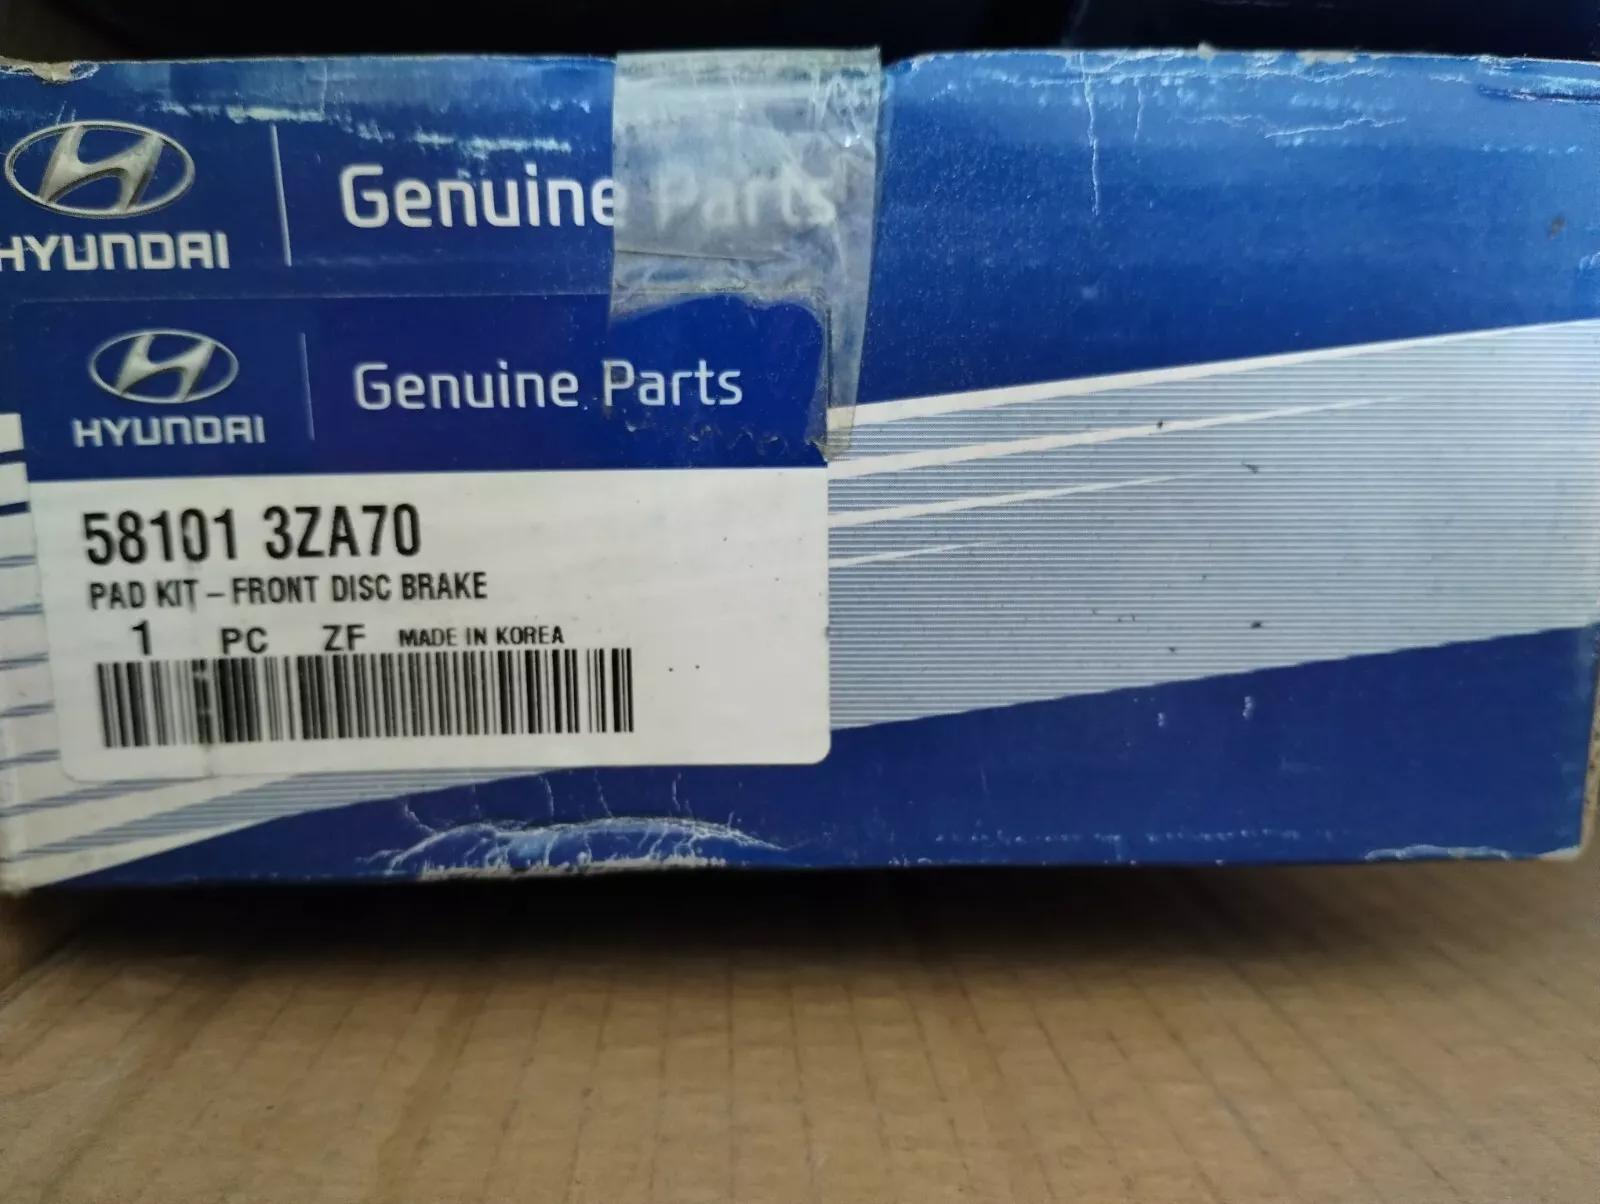 Genuine Parts
HYUNDAI
Genuine Parts
HYUNDAI
58101 3ZA70
PAD KIT – FRONT DISC BRAKE
1 PC ZF MADE IN KOREA